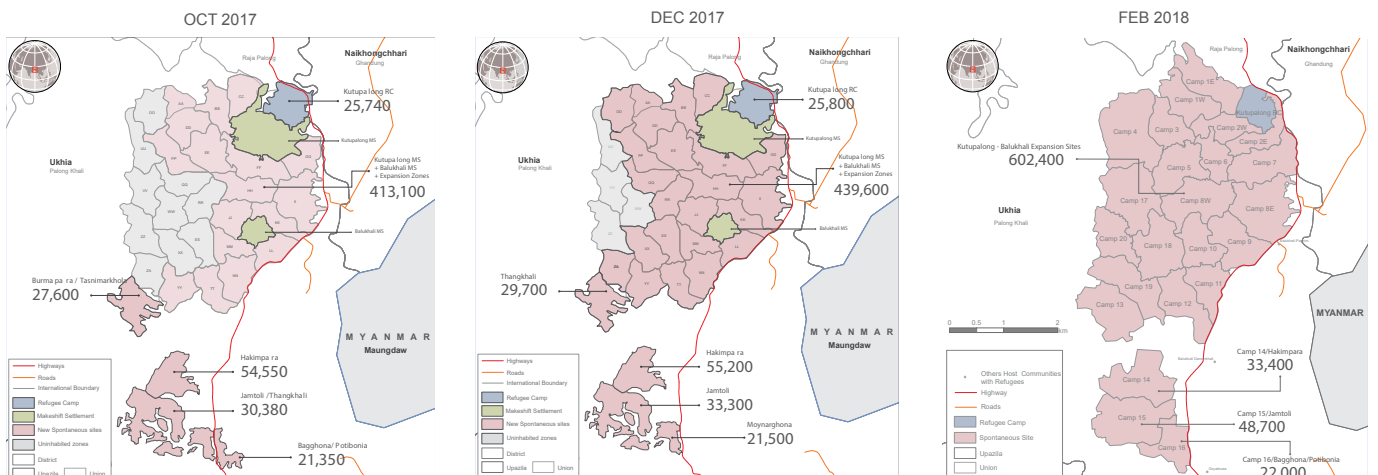 OCT 2017
Naikhongchhari
Ghandung
Raja Palong
Kutupa long RC
25,740
Kutupalong MS
Ukhia
Palong Khali
Kutupa long MS
+ Balukhali MS
+ Expansion Zones
413,100
Balukhali MS
Burma pa ra / Tasnimarkhola
27,600
MYANMAR
Maungdaw
Hakimpa ra
54,550
Jamtoli /Thangkhali
30,380
Bagghona/ Potibonia
21,350
Highways
Roads
International Boundary
Refugee Camp
Makeshift Settlement
New Spontaneous sites
Uninhabited zones
District
Upazila
Union
DEC 2017
Naikhongchhari
Ghandung
Raja Palong
Kutupa long RC
25,800
Kutupalong MS
Ukhia
Palong Khali
Kutupa long MS
+ Balukhali MS
+ Expansion Zones
439,600
Balukhali MS
Thangkhali
29,700
MYANMAR
Maungdaw
Hakimpa ra
55,200
Jamtoli
33,300
Moynarghona
21,500
Highways
Roads
International Boundary
Refugee Camp
Makeshift Settlement
New Spontaneous sites
Uninhabited zones
District
Upazila
Union
FEB 2018
Raja Palong
Naikhongchhari
Ghandung
Camp 1E
Camp 1W
Kutupalong RC
Camp 4
Camp 3
Camp 2W
Camp 2E
Kutupalong - Balukhali Expansion Sites
602,400
Camp 5
Camp 6
Camp 7
Camp 17
Camp 8W
Camp 8E
Ukhia
Palong Khali
Camp 20
Camp 18
Camp 10
Camp 9
Camp 19
Camp 11
Camp 13
Camp 12
0 0.5 1 2
km
MYANMAR
Others Host Communities
with Refugees
Highway
Roads
Refugee Camp
Spontaneous Site
Upazila
Union
Camp 14
Camp 15
Camp 16
Camp 14/Hakimpara
33,400
Camp 15/Jamtoli
48,700
Camp 16/Bagghona/Potibonia
22,000